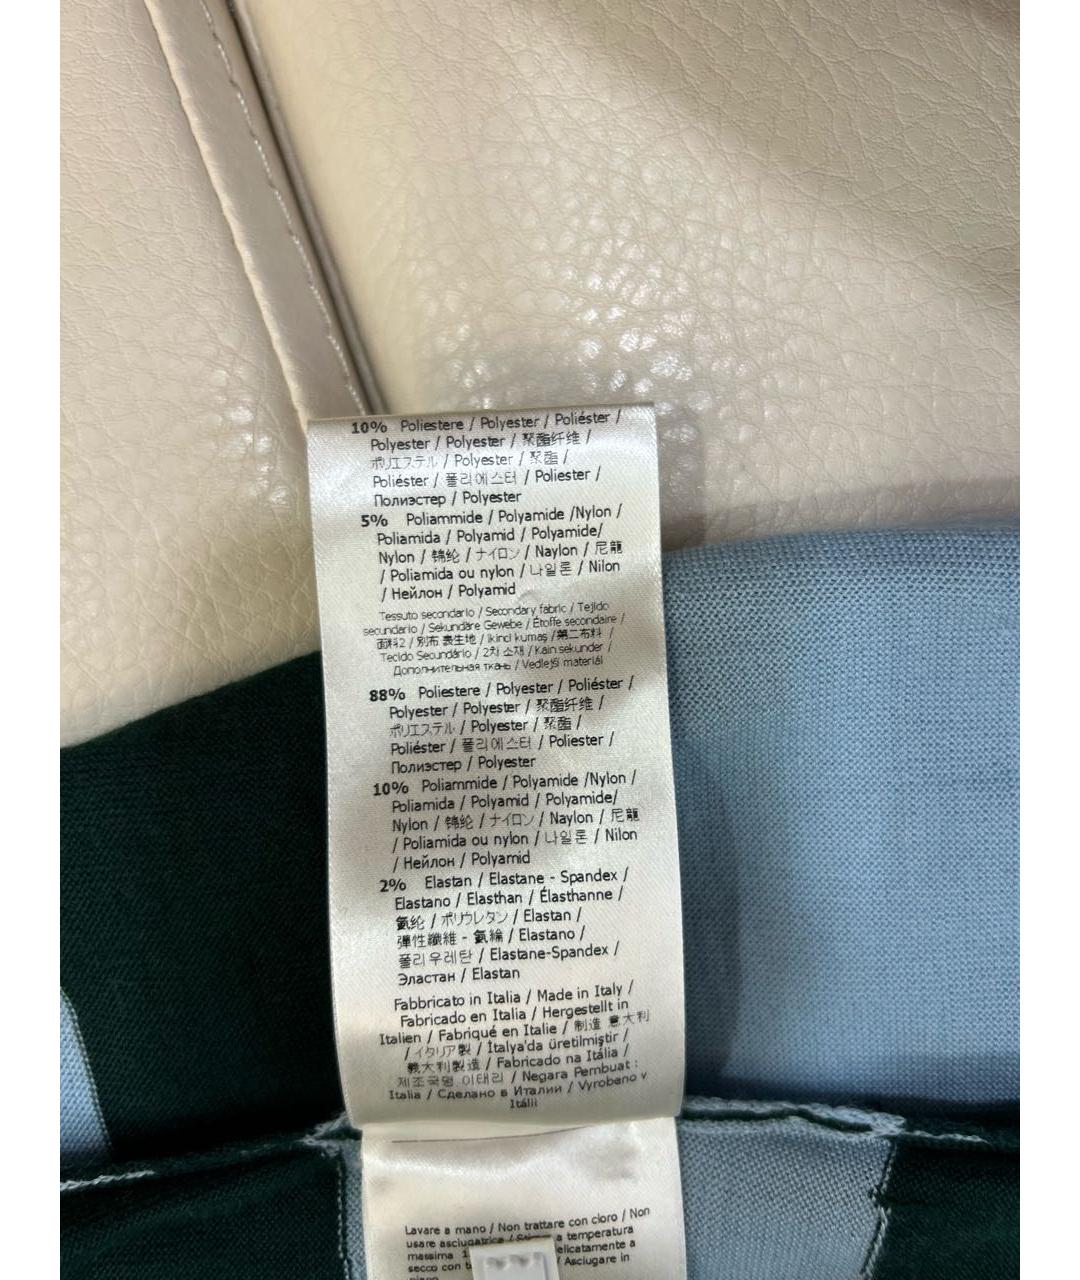 10% Poliestere / Polyester / Poliéster /
Polyester / Polyester / 聚酯纤维 /
ポリエステル / Polyester / 聚酯 /
Poliéster / 폴리에스터 / Poliester /
Полиэстер / Polyester
5% Poliammide / Polyamide /Nylon /
Poliamida / Polyamid / Polyamide/
Nylon / 锦纶 / ナイロン / Naylon / 尼龍
/ Poliamida ou nylon / 나일론 / Nilon
/ Нейлон / Polyamid
Tessuto secondario / Secondary fabric / Tejido
secundario / Sekundäre Gewebe / Étoffe secondaire /
面料2 / 別布 表生地 / İkinci kumaş /第二布料 /
Tecido Secundário / 2차 소재 / Kain sekunder /
Дополнительная ткань / Vedlejší materiál
88% Poliestere / Polyester / Poliéster /
Polyester / Polyester / 聚酯纤维 /
ポリエステル / Polyester / 聚酯 /
Poliéster / 폴리에스터 / Poliester /
Полиэстер / Polyester
10% Poliammide / Polyamide /Nylon /
Poliamida / Polyamid / Polyamide/
Nylon / 锦纶 / ナイロン / Naylon / 尼龍
/ Poliamida ou nylon / 나일론 / Nilon
/ Нейлон / Polyamid
2% Elastan / Elastane - Spandex /
Elastano / Elasthan / Élasthanne /
氨纶 / ポリウレタン / Elastan /
彈性纖維 - 氨綸 / Elastano /
폴리우레탄 / Elastane-Spandex /
Эластан / Elastan
Fabbricato in Italia / Made in Italy /
Fabricado en Italia / Hergestellt in
Italien / Fabriqué en Italie / 制造 意大利
/ イタリア製 / İtalya'da üretilmiştir /
義大利製造 / Fabricado na Itália /
제조국명 이태리 / Negara Pembuat :
Italia / Сделано в Италии / Vyrobeno v
Itálii
Lavare a mano / Non trattare con cloro / Non
usare asciugatrice / a temperatura
massima elicatamente a
secco con / Asciugare in